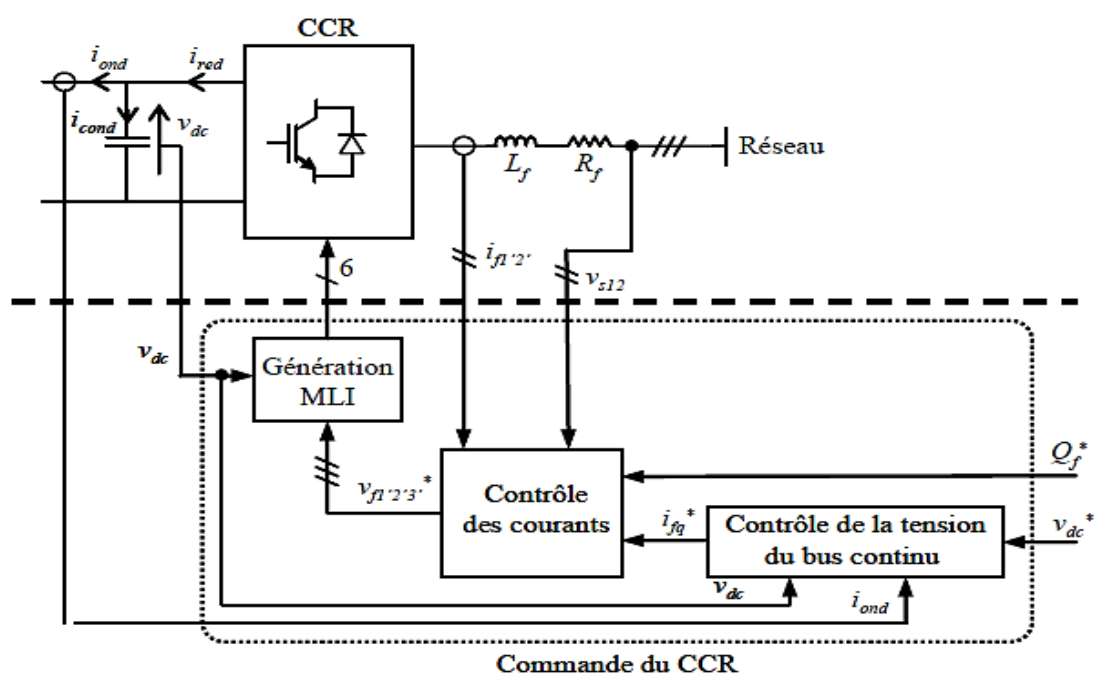 CCR
i_ond
i_red
i_cond
v_dc
L_f
R_f
Réseau
6
i_f1'2'
v_s12
v_dc
Génération
MLI
Q_f*
v_f1'2'3'*
Contrôle
des courants
i_fq*
Contrôle de la tension
du bus continu
v_dc*
v_dc
i_ond
Commande du CCR